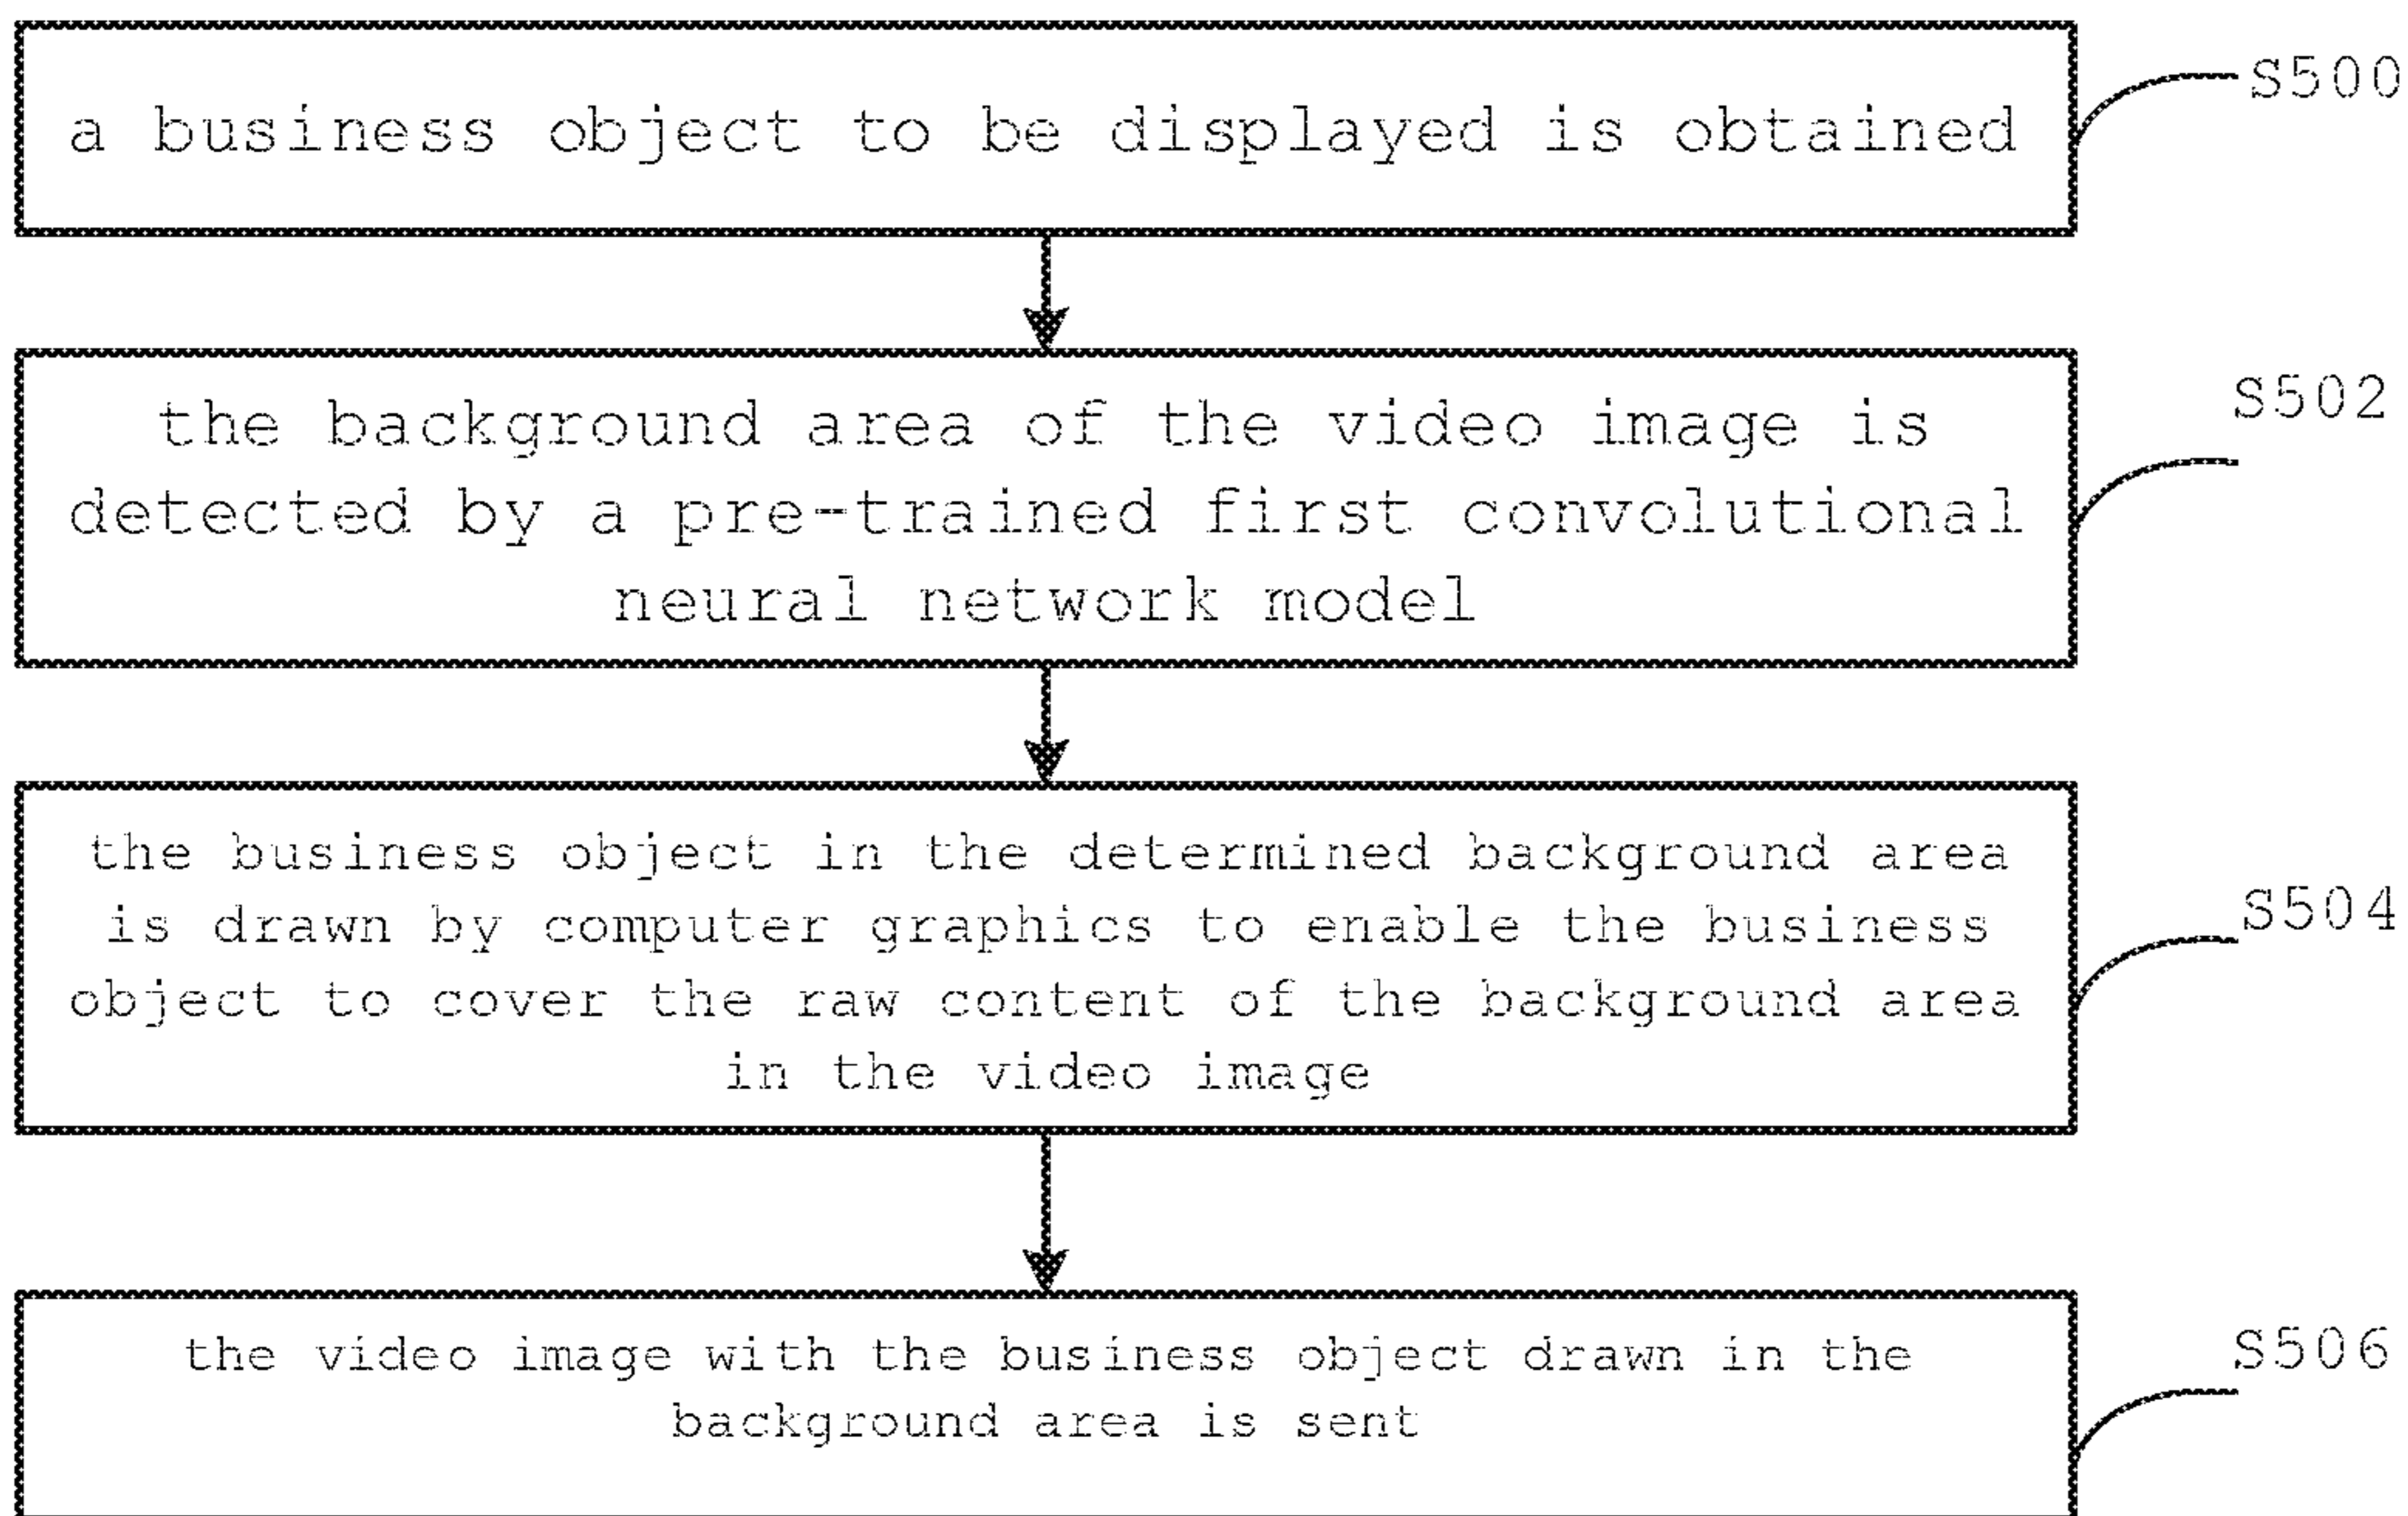 a business object to be displayed is obtained
S500
the background area of the video image is
detected by a pre-trained first convolutional
neural network model
S502
the business object in the determined background area
is drawn by computer graphics to enable the business
object to cover the raw content of the background area
in the video image
S504
the video image with the business object drawn in the
background area is sent
S506